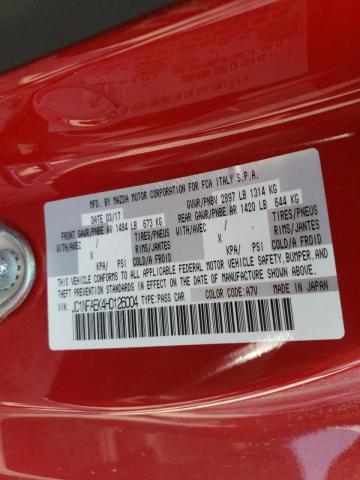 MFD. BY MAZDA MOTOR CORPORATION FOR FCA ITALY S.P.A.
DATE 03/17 GVWR/PNBV 2897 LB 1314 KG
FRONT GAWR/PNBE AV 1484 LB 673 KG REAR GAWR/PNBE AR 1420 LB 644 KG
WITH/AVEC / TIRES/PNEUS WITH/AVEC / TIRES/PNEUS
X RIMS/JANTES X RIMS/JANTES
KPA/ PSI COLD/A FROID KPA/ PSI COLD/A FROID
THIS VEHICLE CONFORMS TO ALL APPLICABLE FEDERAL MOTOR VEHICLE SAFETY, BUMPER, AND
THEFT PREVENTION STANDARDS IN EFFECT ON THE DATE OF MANUFACTURE SHOWN ABOVE.
VIN: JC1NFAEK4H0126004 TYPE: PASS CAR COLOR CODE: A7V MADE IN JAPAN